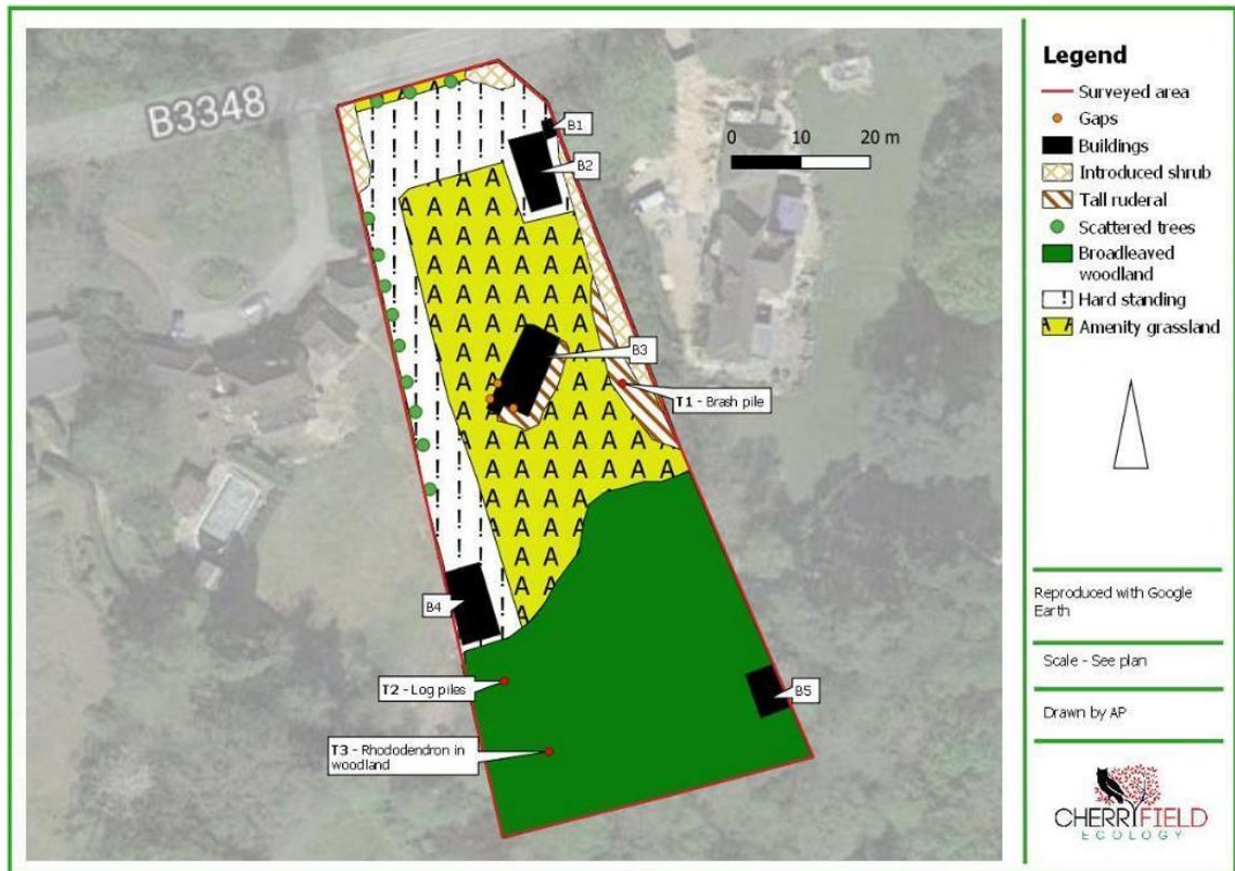 B3348
B1
B2
B3
T1 - Brash pile
B4
T2 - Log piles
B5
T3 - Rhododendron in
woodland
0 10 20 m
Legend
Surveyed area
Gaps
Buildings
Introduced shrub
Tall ruderal
Scattered trees
Broadleaved
woodland
! Hard standing
A A Amenity grassland
Reproduced with Google
Earth
Scale - See plan
Drawn by AP
CHERRYFIELD
ECOLOGY